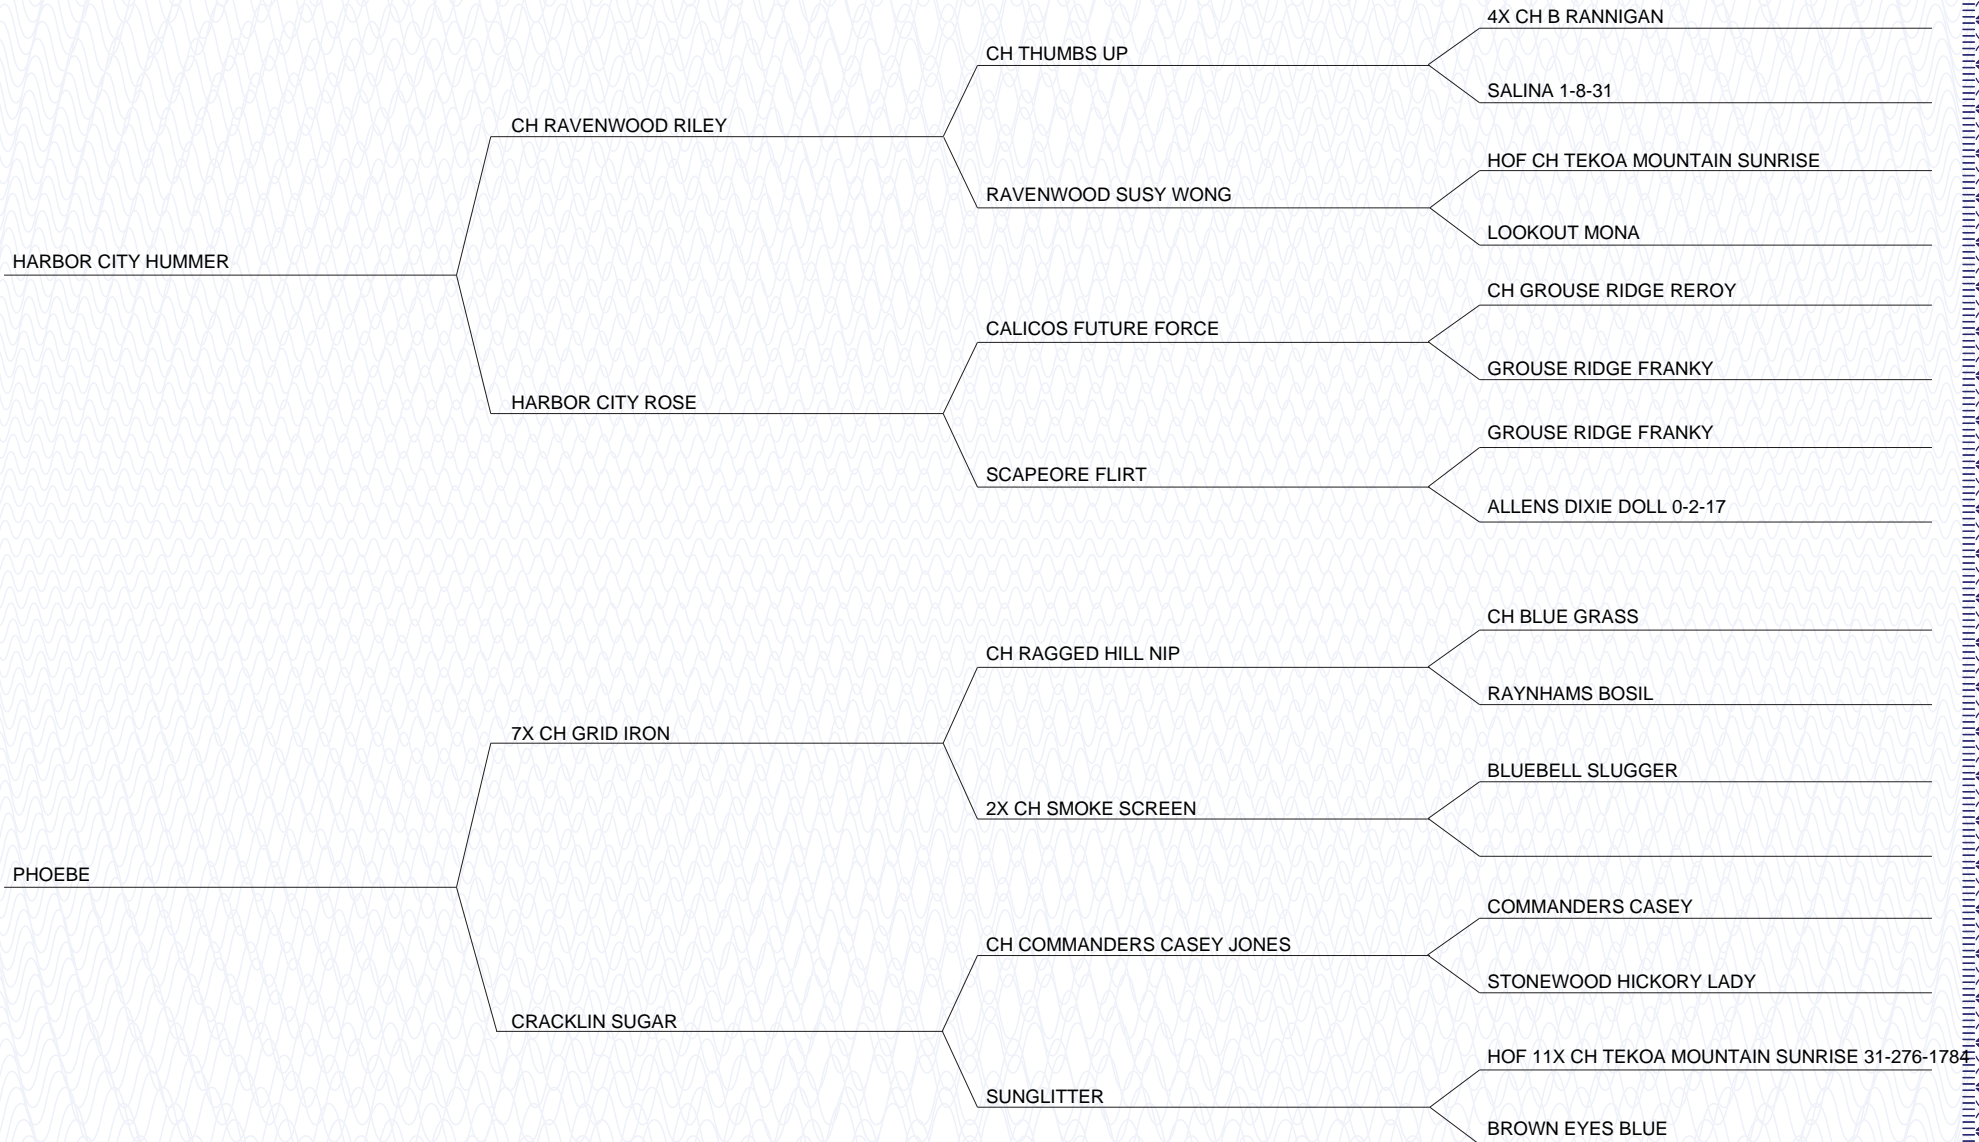 4X CH B RANNIGAN
CH THUMBS UP
SALINA 1-8-31
CH RAVENWOOD RILEY
HOF CH TEKOA MOUNTAIN SUNRISE
RAVENWOOD SUSY WONG
LOOKOUT MONA
HARBOR CITY HUMMER
CH GROUSE RIDGE REROY
CALICOS FUTURE FORCE
GROUSE RIDGE FRANKY
HARBOR CITY ROSE
GROUSE RIDGE FRANKY
SCAPEORE FLIRT
ALLENS DIXIE DOLL 0-2-17
CH BLUE GRASS
CH RAGGED HILL NIP
RAYNHAMS BOSIL
7X CH GRID IRON
BLUEBELL SLUGGER
2X CH SMOKE SCREEN
PHOEBE
COMMANDERS CASEY
CH COMMANDERS CASEY JONES
STONEWOOD HICKORY LADY
CRACKLIN SUGAR
HOF 11X CH TEKOA MOUNTAIN SUNRISE 31-276-1784
SUNGLITTER
BROWN EYES BLUE